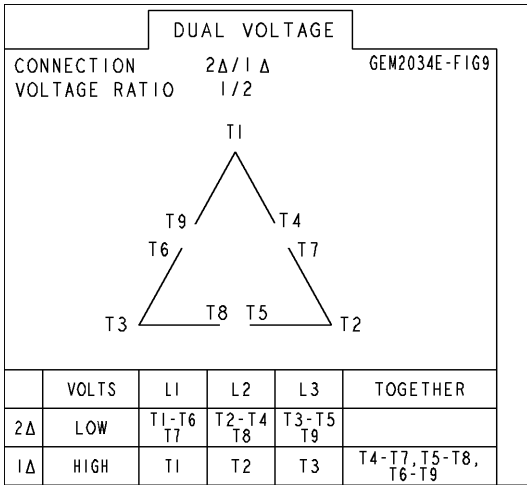 DUAL VOLTAGE
CONNECTION 2Δ/1Δ GEM2034E-FIG9
VOLTAGE RATIO 1/2
T1
T9 T4
T6 T7
T3 T8 T5 T2
VOLTS L1 L2 L3 TOGETHER
2Δ LOW T1-T6 T7 T2-T4 T8 T3-T5 T9
1Δ HIGH T1 T2 T3 T4-T7, T5-T8, T6-T9